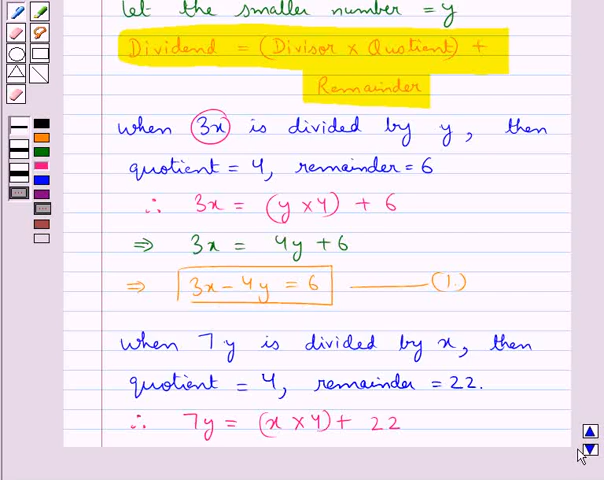 let the smaller number = y
Dividend = (Divisor x Quotient) +
Remainder
when 3x is divided by y, then
quotient = 4, remainder = 6
∴ 3x = (y x 4) + 6
⇒ 3x = 4y + 6
⇒ 3x - 4y = 6 ——— (1.)
when 7y is divided by x, then
quotient = 4, remainder = 22.
∴ 7y = (x x 4) + 22